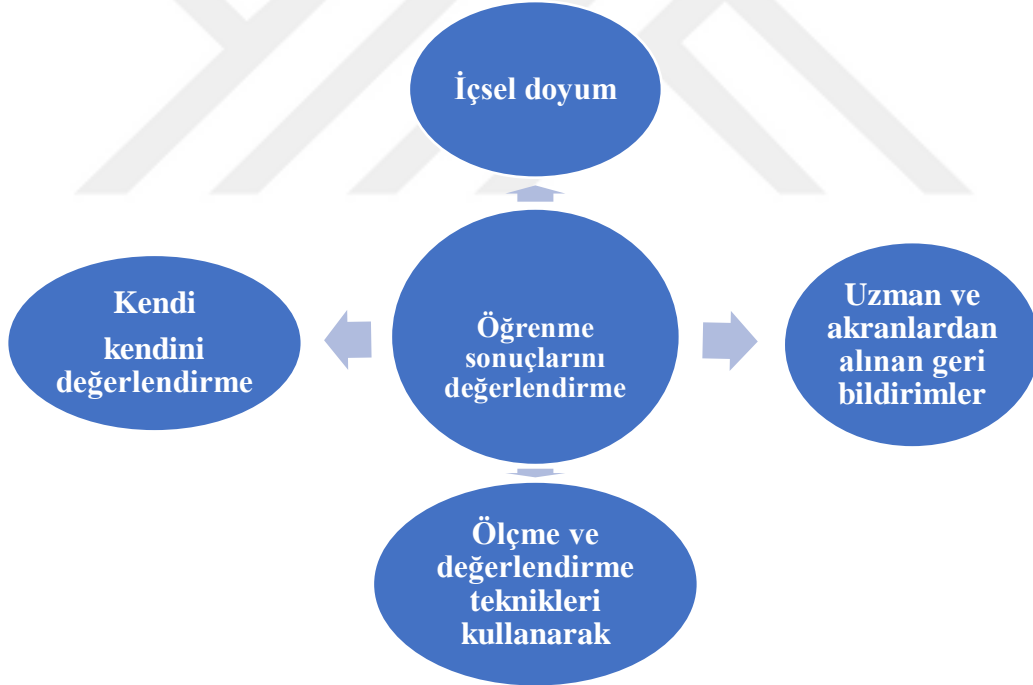 İçsel doyum
Kendi
kendini
değerlendirme
Öğrenme
sonuçlarını
değerlendirme
Uzman ve
akranlardan
alınan geri
bildirimler
Ölçme ve
değerlendirme
teknikleri
kullanarak